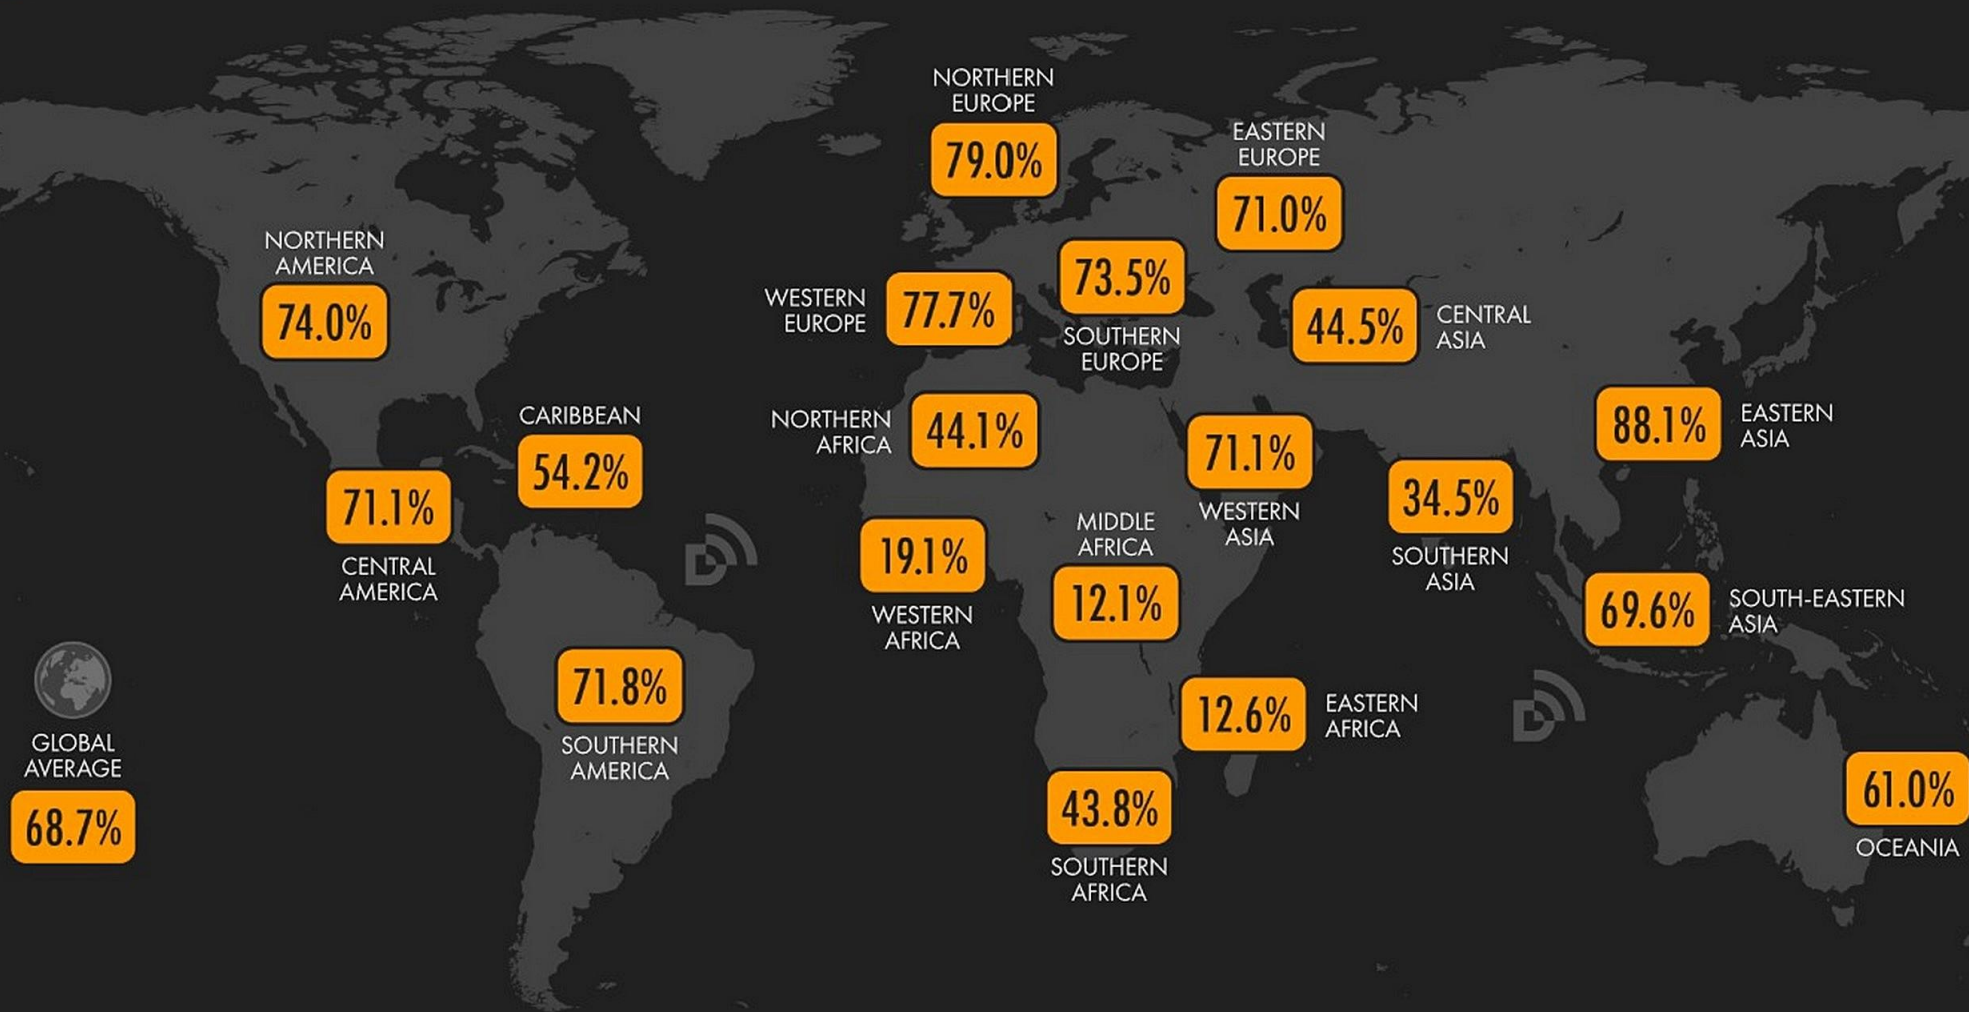 NORTHERN
EUROPE
79.0%
EASTERN
EUROPE
71.0%
NORTHERN
AMERICA
74.0%
WESTERN
EUROPE
77.7%
73.5%
SOUTHERN
EUROPE
44.5%
CENTRAL
ASIA
CARIBBEAN
54.2%
NORTHERN
AFRICA
44.1%
71.1%
WESTERN
ASIA
88.1%
EASTERN
ASIA
71.1%
CENTRAL
AMERICA
34.5%
SOUTHERN
ASIA
19.1%
WESTERN
AFRICA
MIDDLE
AFRICA
12.1%
69.6%
SOUTH-EASTERN
ASIA
71.8%
SOUTHERN
AMERICA
12.6%
EASTERN
AFRICA
GLOBAL
AVERAGE
68.7%
43.8%
SOUTHERN
AFRICA
61.0%
OCEANIA